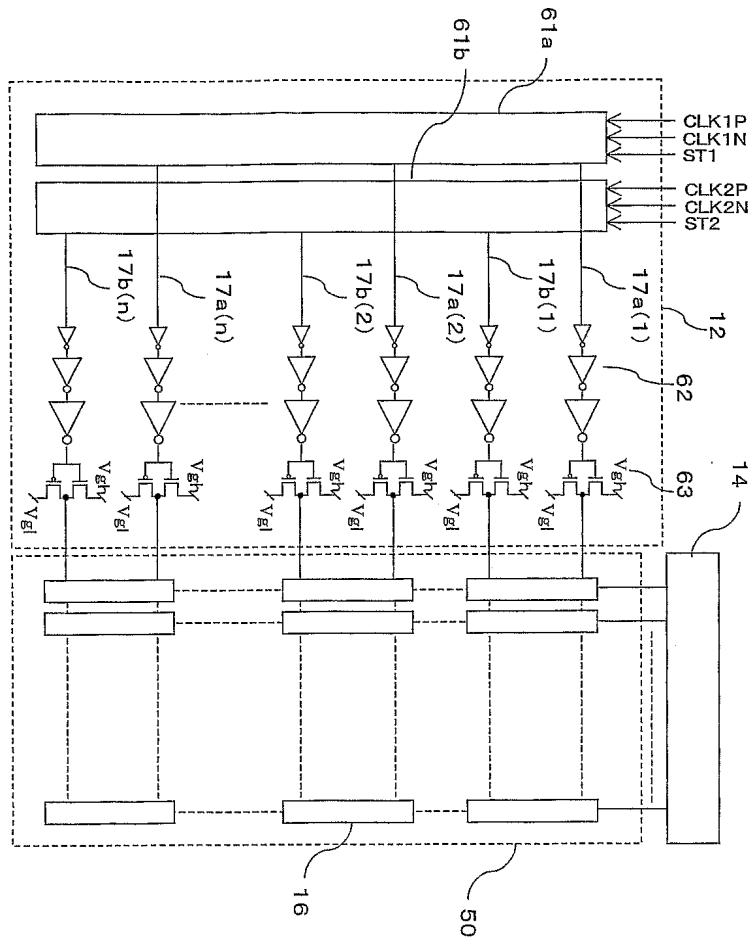 61a
61b
CLK1P
CLK1N
ST1
CLK2P
CLK2N
ST2
17b(n)
17a(n)
17b(2)
17a(2)
17b(1)
17a(1)
12
62
63
Vgh
Vgl
Vgh
Vgl
Vgh
Vgl
Vgh
Vgl
Vgh
Vgl
Vgh
Vgl
14
16
50